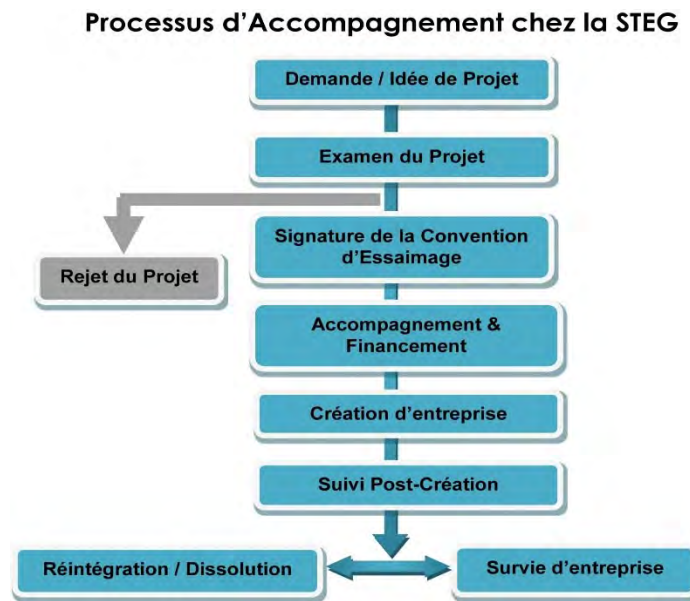 Processus d’Accompagnement chez la STEG
Demande / Idée de Projet
Examen du Projet
Signature de la Convention
d’Essaimage
Rejet du Projet
Accompagnement &
Financement
Création d’entreprise
Suivi Post-Création
Réintégration / Dissolution
Survie d’entreprise